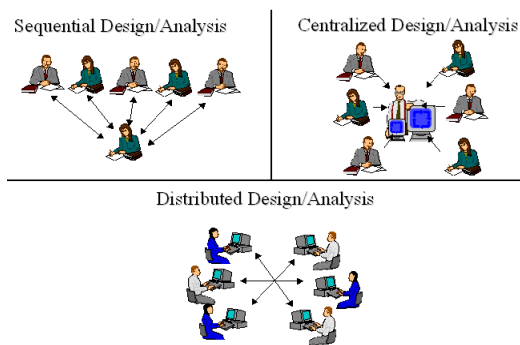 Sequential Design/Analysis
Centralized Design/Analysis
Distributed Design/Analysis